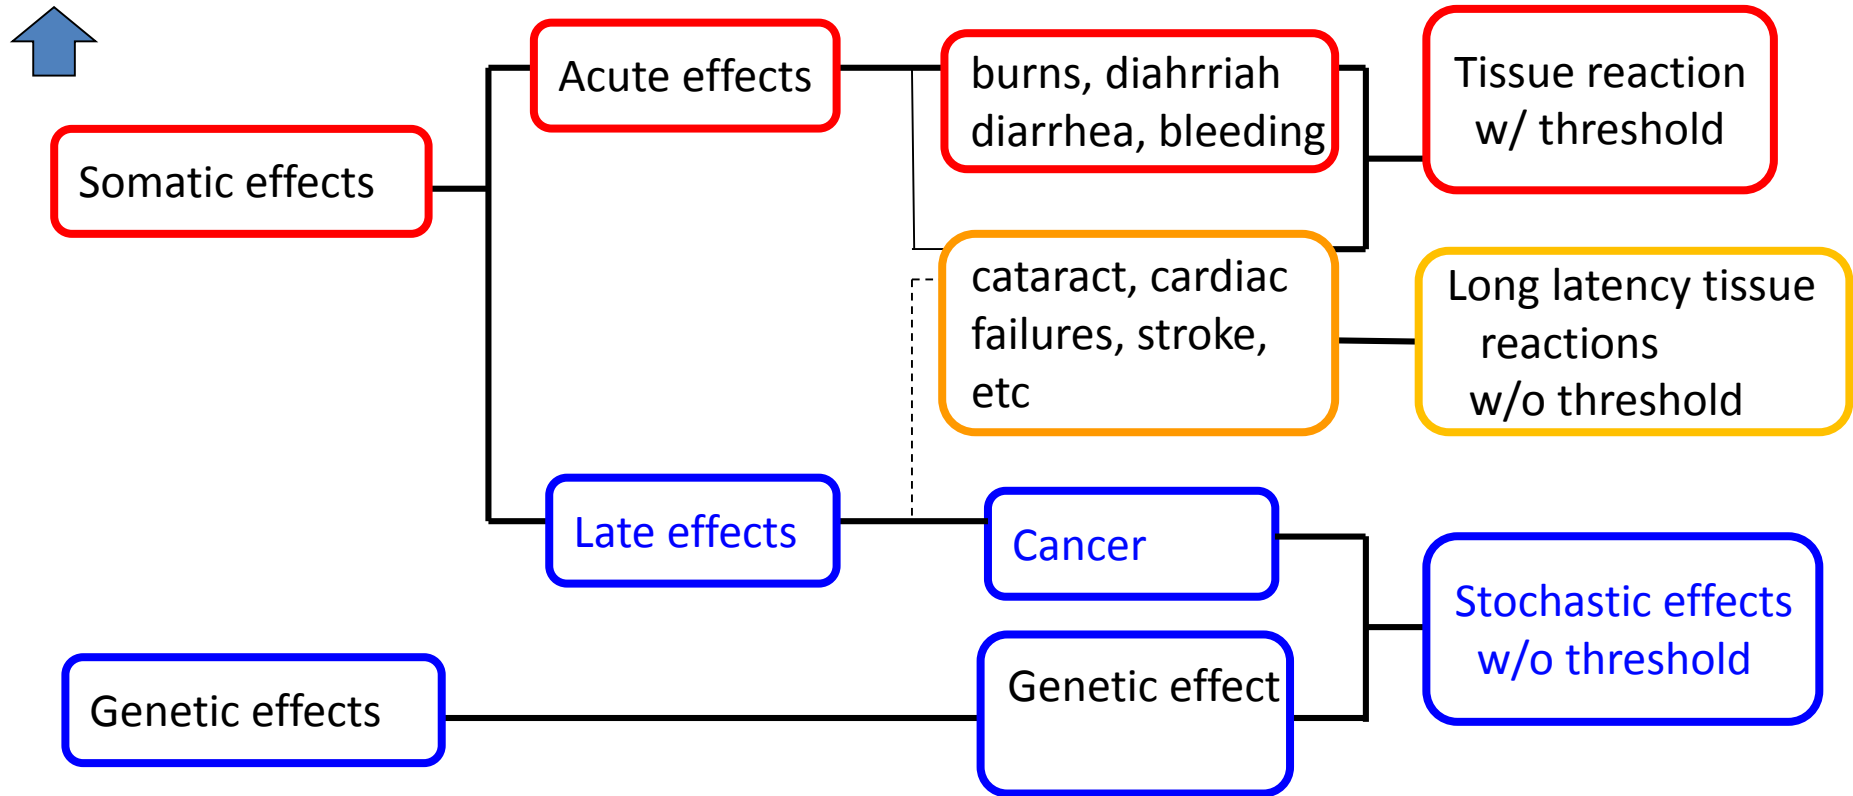 Somatic effects
Acute effects
burns, diahrriah
diarrhea, bleeding
Tissue reaction
w/ threshold
cataract, cardiac
failures, stroke,
etc
Long latency tissue
reactions
w/o threshold
Late effects
Cancer
Stochastic effects
w/o threshold
Genetic effects
Genetic effect